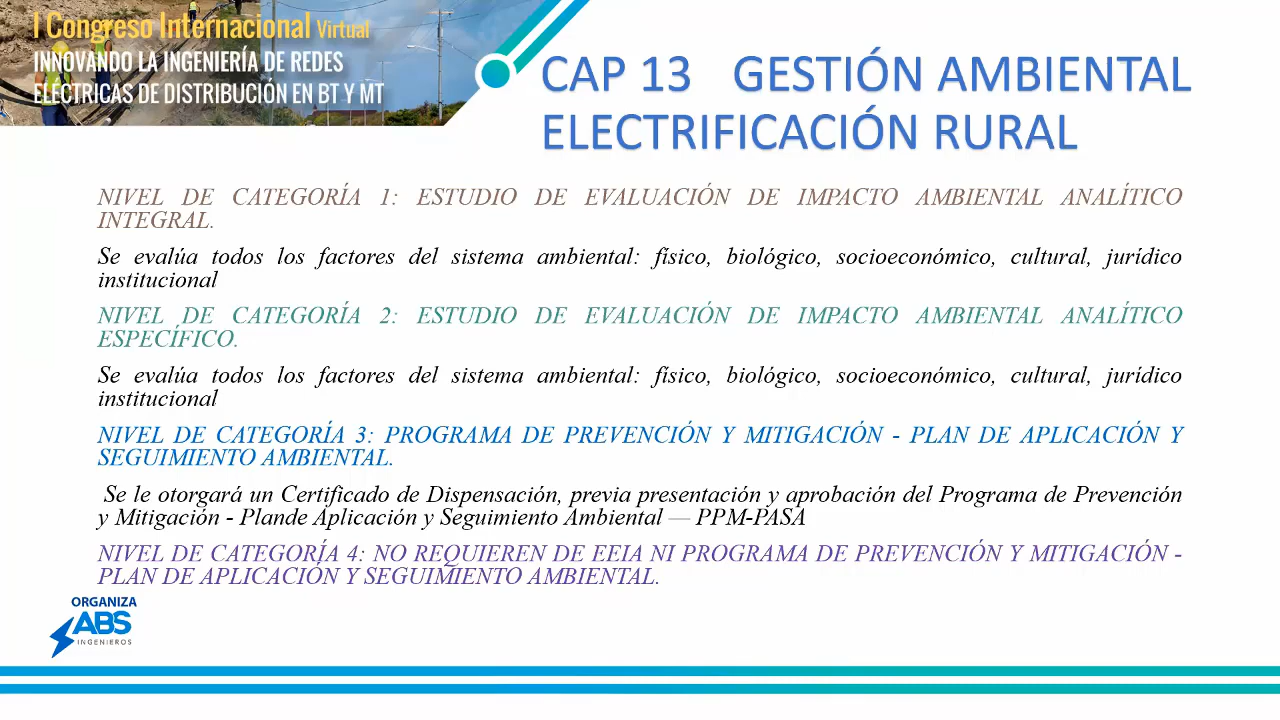 I Congreso Internacional Virtual
INNOVANDO LA INGENIERÍA DE REDES
ELÉCTRICAS DE DISTRIBUCIÓN EN BT Y MT
CAP 13 GESTIÓN AMBIENTAL
ELECTRIFICACIÓN RURAL
NIVEL DE CATEGORÍA 1: ESTUDIO DE EVALUACIÓN DE IMPACTO AMBIENTAL ANALÍTICO
INTEGRAL.
Se evalúa todos los factores del sistema ambiental: físico, biológico, socioeconómico, cultural, jurídico
institucional
NIVEL DE CATEGORÍA 2: ESTUDIO DE EVALUACIÓN DE IMPACTO AMBIENTAL ANALÍTICO
ESPECÍFICO.
Se evalúa todos los factores del sistema ambiental: físico, biológico, socioeconómico, cultural, jurídico
institucional
NIVEL DE CATEGORÍA 3: PROGRAMA DE PREVENCIÓN Y MITIGACIÓN - PLAN DE APLICACIÓN Y
SEGUIMIENTO AMBIENTAL.
Se le otorgará un Certificado de Dispensación, previa presentación y aprobación del Programa de Prevención
y Mitigación - Plande Aplicación y Seguimiento Ambiental — PPM-PASA
NIVEL DE CATEGORÍA 4: NO REQUIEREN DE EEIA NI PROGRAMA DE PREVENCIÓN Y MITIGACIÓN -
PLAN DE APLICACIÓN Y SEGUIMIENTO AMBIENTAL.
ORGANIZA
ABS
INGENIEROS